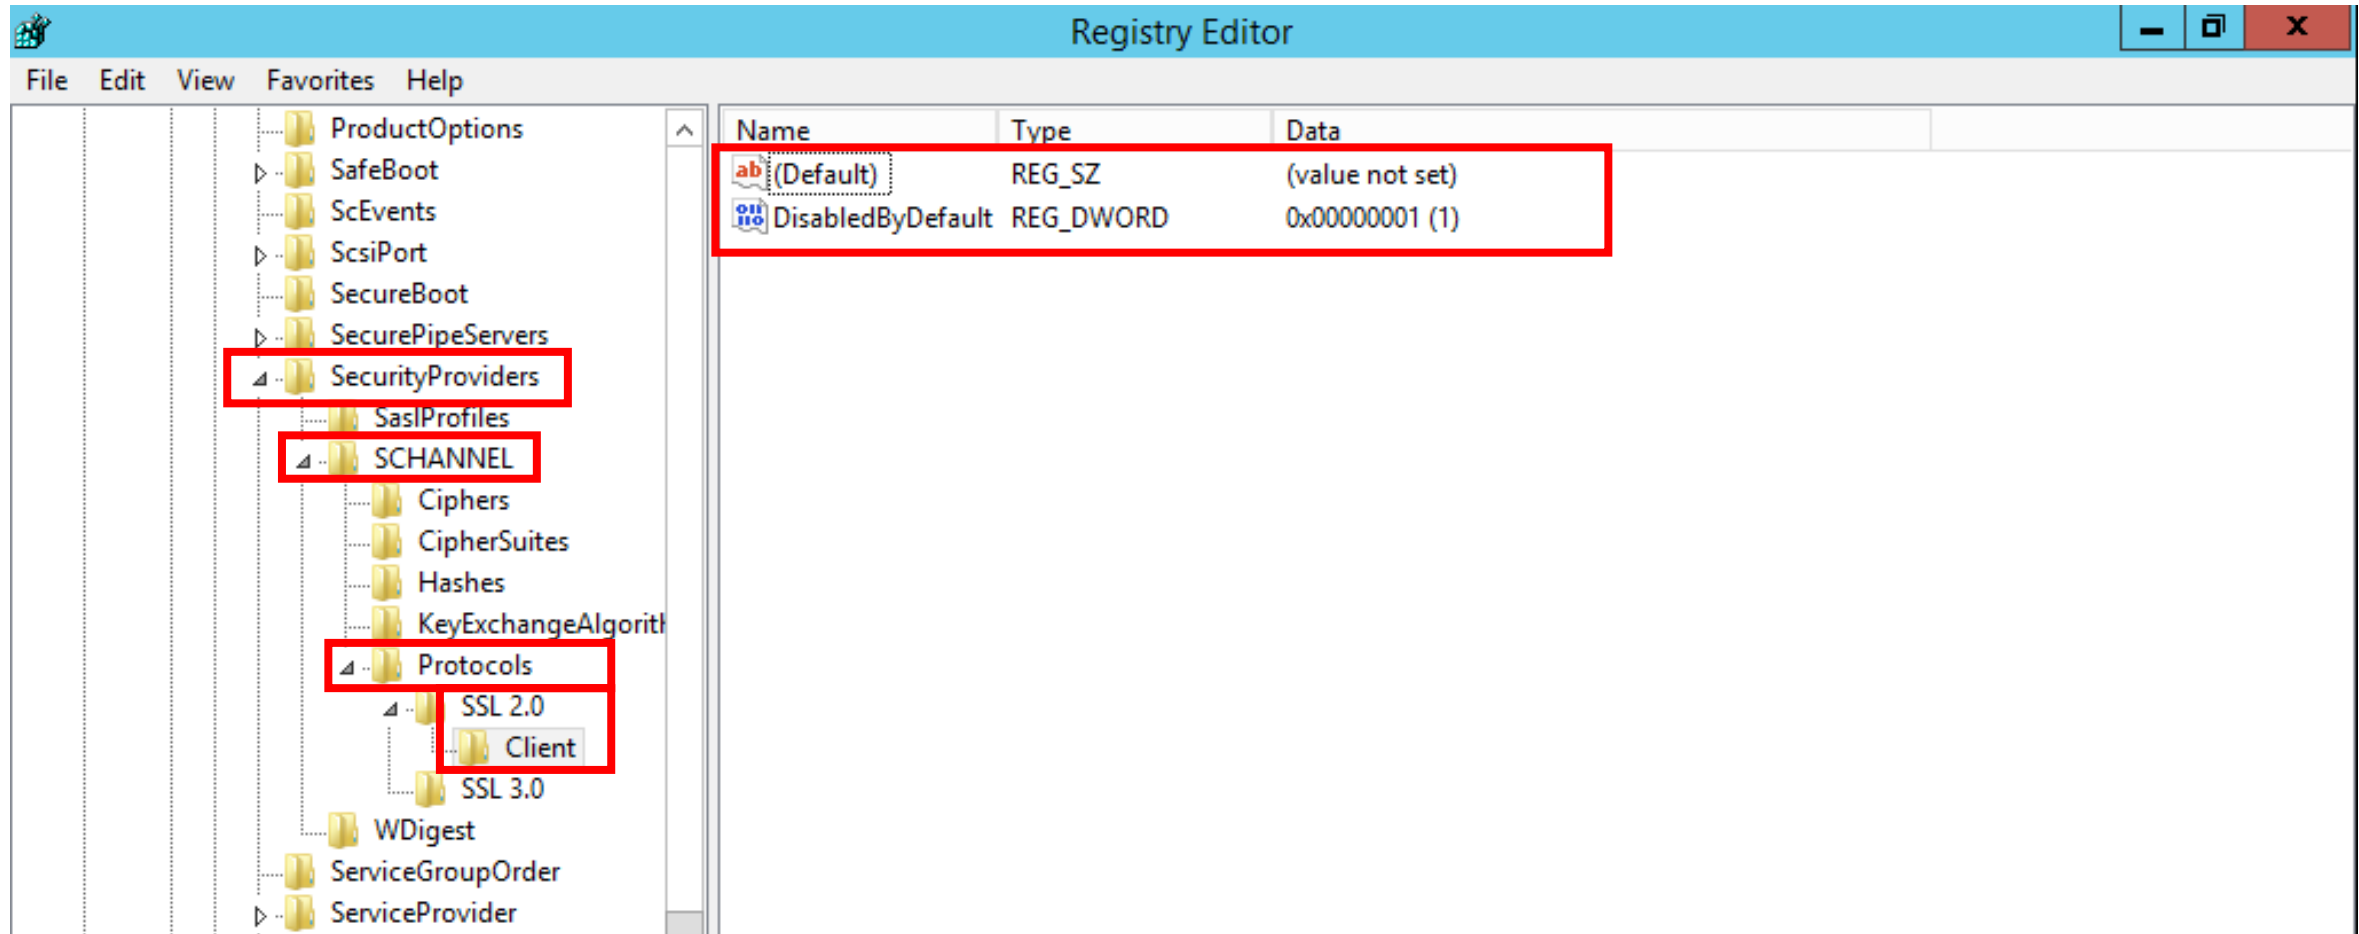 Registry Editor
File Edit View Favorites Help
ProductOptions
SafeBoot
ScEvents
ScsiPort
SecureBoot
SecurePipeServers
SecurityProviders
SaslProfiles
SCHANNEL
Ciphers
CipherSuites
Hashes
KeyExchangeAlgorith
Protocols
SSL 2.0
Client
SSL 3.0
WDigest
ServiceGroupOrder
ServiceProvider
Name Type Data
(Default) REG_SZ (value not set)
DisabledByDefault REG_DWORD 0x00000001 (1)